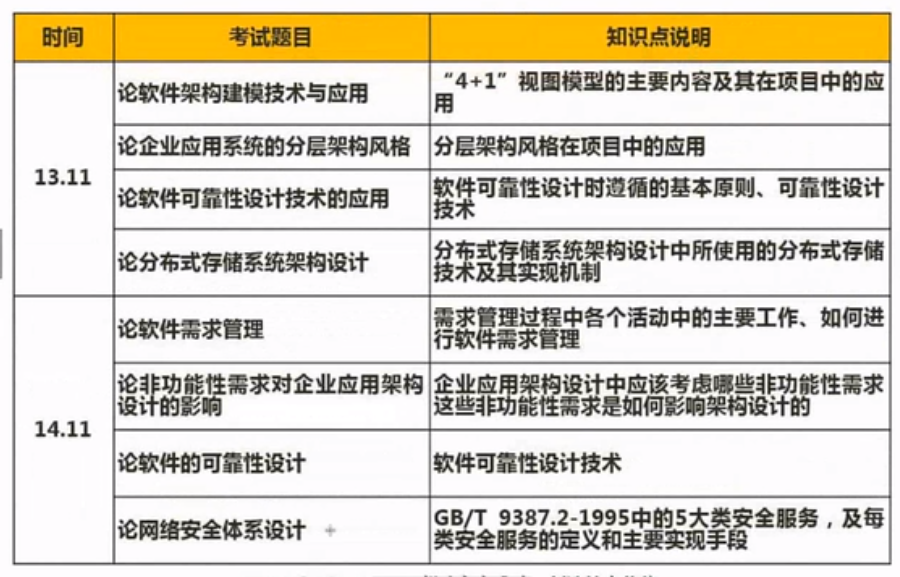 时间 考试题目 知识点说明
13.11
论软件架构建模技术与应用
“4+1”视图模型的主要内容及其在项目中的应
用
论企业应用系统的分层架构风格
分层架构风格在项目中的应用
论软件可靠性设计技术的应用
软件可靠性设计时遵循的基本原则、可靠性设计
技术
论分布式存储系统架构设计
分布式存储系统架构设计中所使用的分布式存储
技术及其实现机制
14.11
论软件需求管理
需求管理过程中各个活动中的主要工作、如何进
行软件需求管理
论非功能性需求对企业应用架构
设计的影响
企业应用架构设计中应该考虑哪些非功能性需求
这些非功能性需求是如何影响架构设计的
论软件的可靠性设计
软件可靠性设计技术
论网络安全体系设计
GB/T 9387.2-1995中的5大类安全服务，及每
类安全服务的定义和主要实现手段